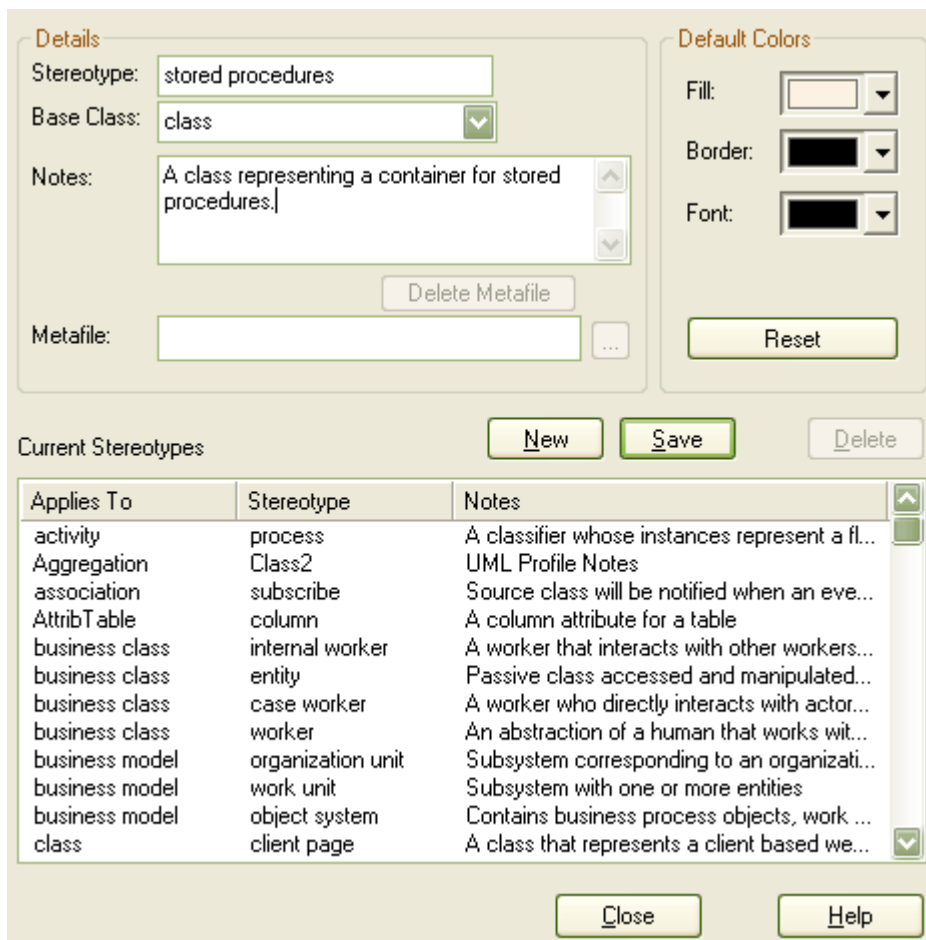 Details
Stereotype: stored procedures
Base Class: class
Notes: A class representing a container for stored
procedures.
Delete Metafile
Metafile:
...
Default Colors
Fill:
Border:
Font:
Reset
Current Stereotypes
New Save Delete
Applies To Stereotype Notes
activity process A classifier whose instances represent a fl...
Aggregation Class2 UML Profile Notes
association subscribe Source class will be notified when an eve...
AttribTable column A column attribute for a table
business class internal worker A worker that interacts with other workers...
business class entity Passive class accessed and manipulated...
business class case worker A worker who directly interacts with actor...
business class worker An abstraction of a human that works wit...
business model organization unit Subsystem corresponding to an organizati...
business model work unit Subsystem with one or more entities
business model object system Contains business process objects, work ...
class client page A class that represents a client based we...
Close Help